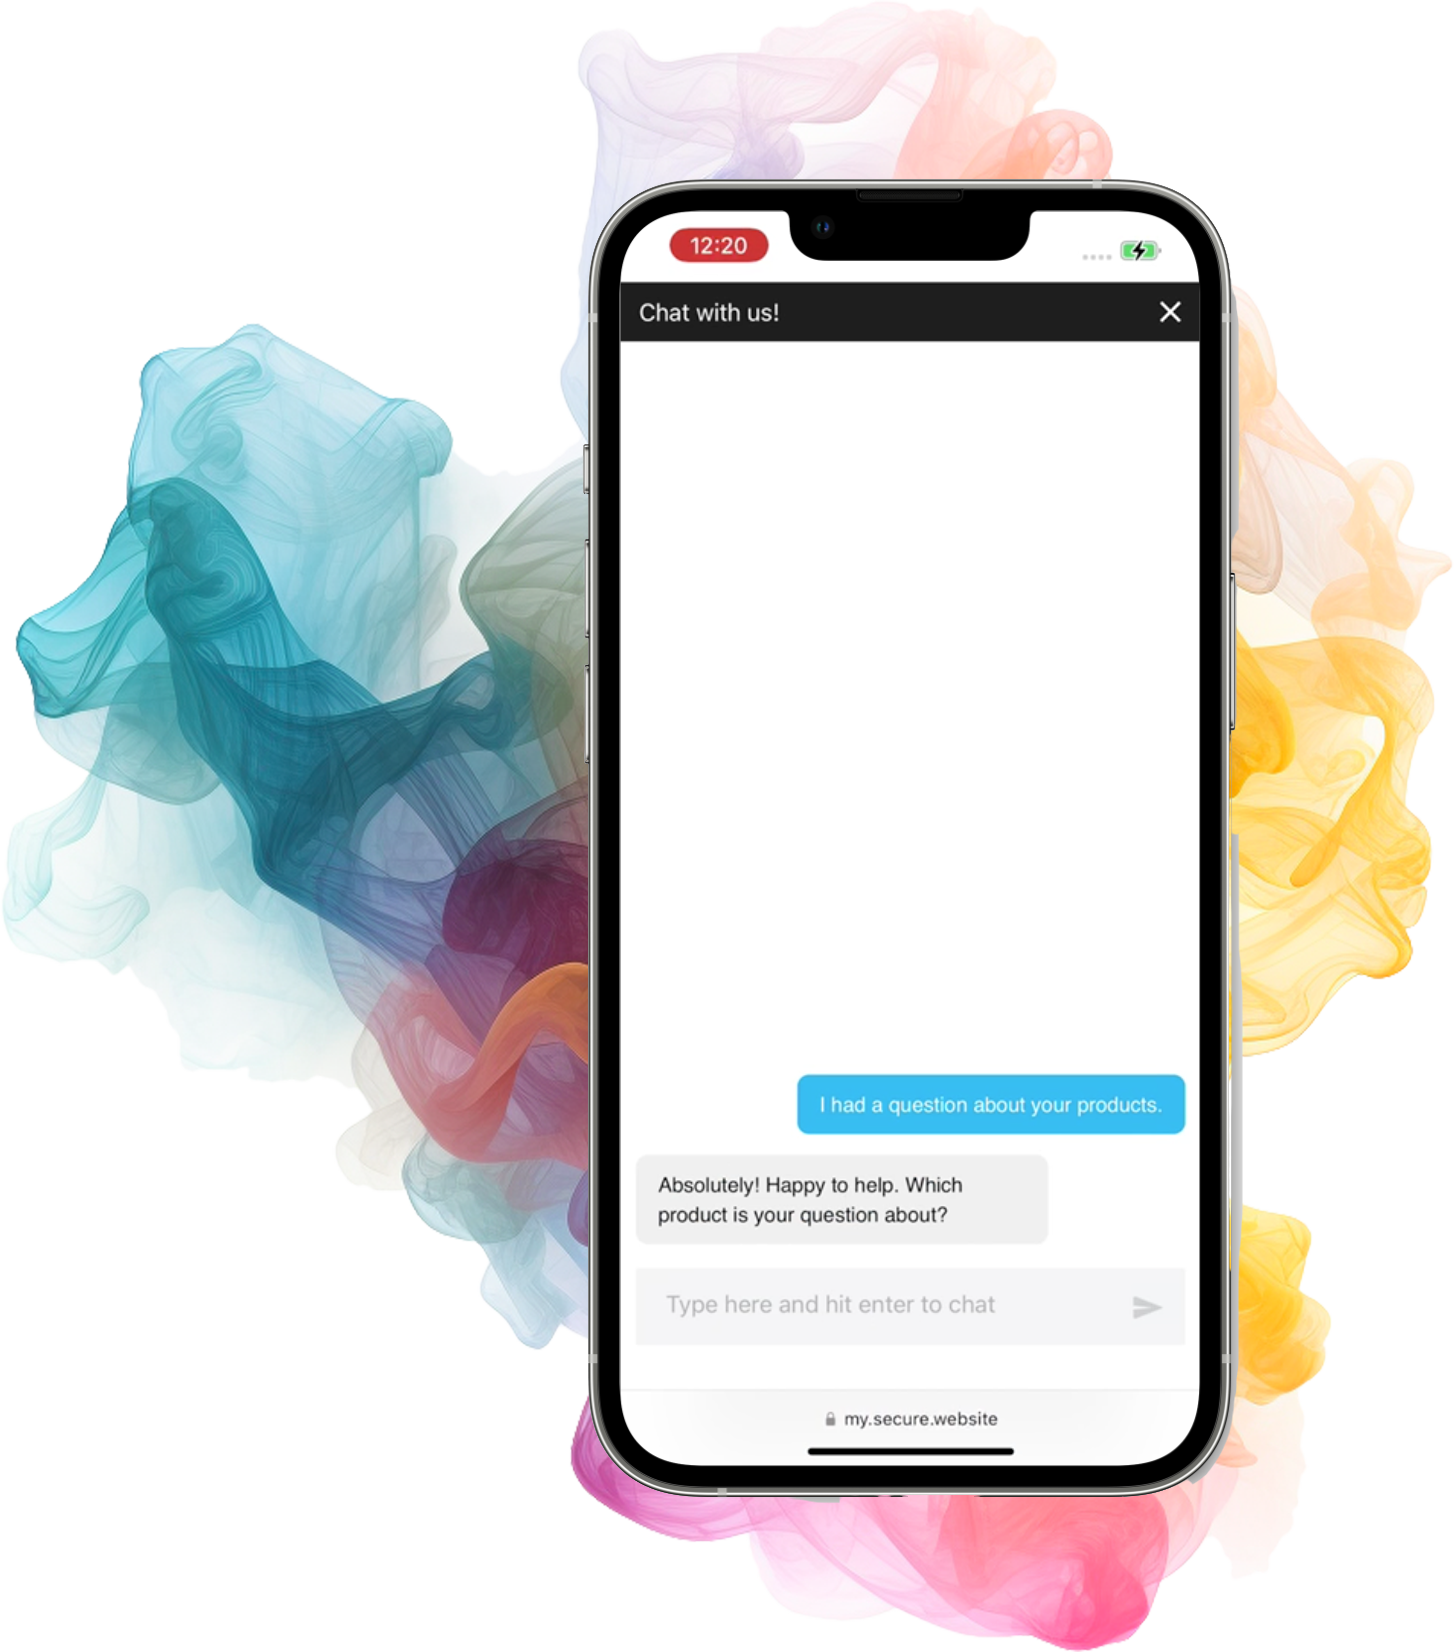 12:20
Chat with us!
I had a question about your products.
Absolutely! Happy to help. Which
product is your question about?
Type here and hit enter to chat
my.secure.website